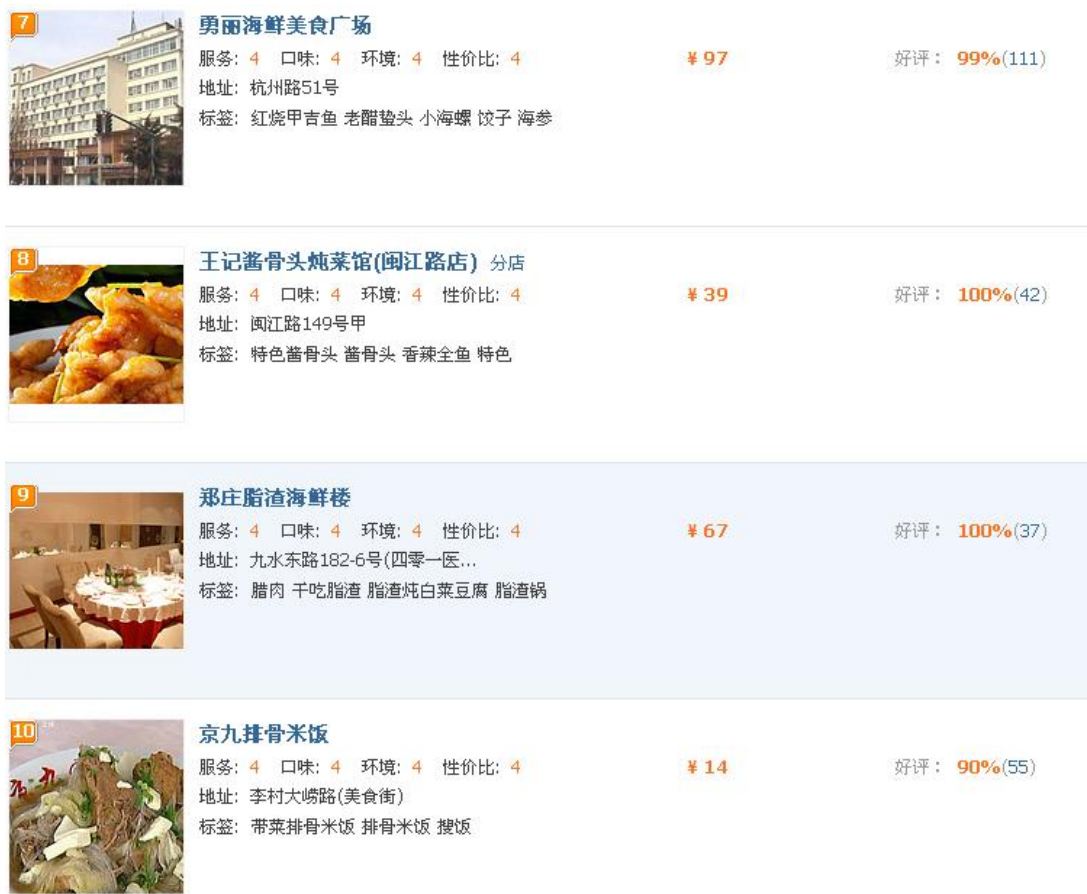 7
勇丽海鲜美食广场
服务: 4 口味: 4 环境: 4 性价比: 4 ¥ 97 好评： 99%(111)
地址: 杭州路51号
标签: 红烧甲吉鱼 老醋蛰头 小海螺 饺子 海参
8
王记酱骨头炖菜馆(闽江路店) 分店
服务: 4 口味: 4 环境: 4 性价比: 4 ¥ 39 好评： 100%(42)
地址: 闽江路149号甲
标签: 特色酱骨头 酱骨头 香辣全鱼 特色
9
郑庄脂渣海鲜楼
服务: 4 口味: 4 环境: 4 性价比: 4 ¥ 67 好评： 100%(37)
地址: 九水东路182-6号(四零一医...
标签: 腊肉 干吃脂渣 脂渣炖白菜豆腐 脂渣锅
10
京九排骨米饭
服务: 4 口味: 4 环境: 4 性价比: 4 ¥ 14 好评： 90%(55)
地址: 李村大崂路(美食街)
标签: 带菜排骨米饭 排骨米饭 搜饭